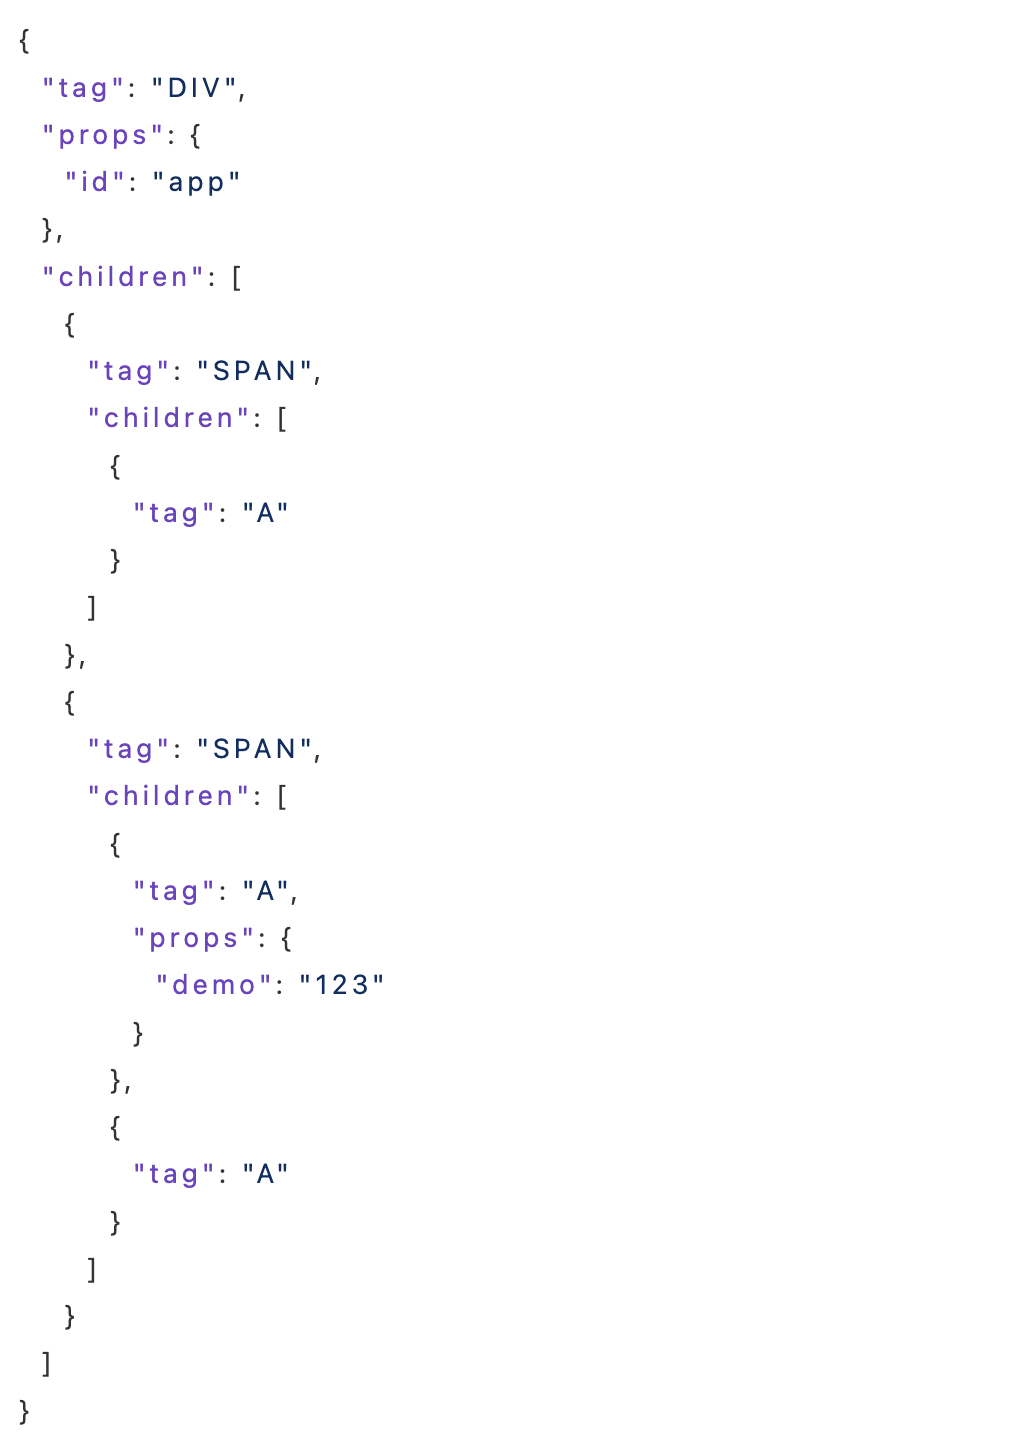 {
  "tag": "DIV",
  "props": {
    "id": "app"
  },
  "children": [
    {
      "tag": "SPAN",
      "children": [
        {
          "tag": "A"
        }
      ]
    },
    {
      "tag": "SPAN",
      "children": [
        {
          "tag": "A",
          "props": {
            "demo": "123"
          }
        },
        {
          "tag": "A"
        }
      ]
    }
  ]
}